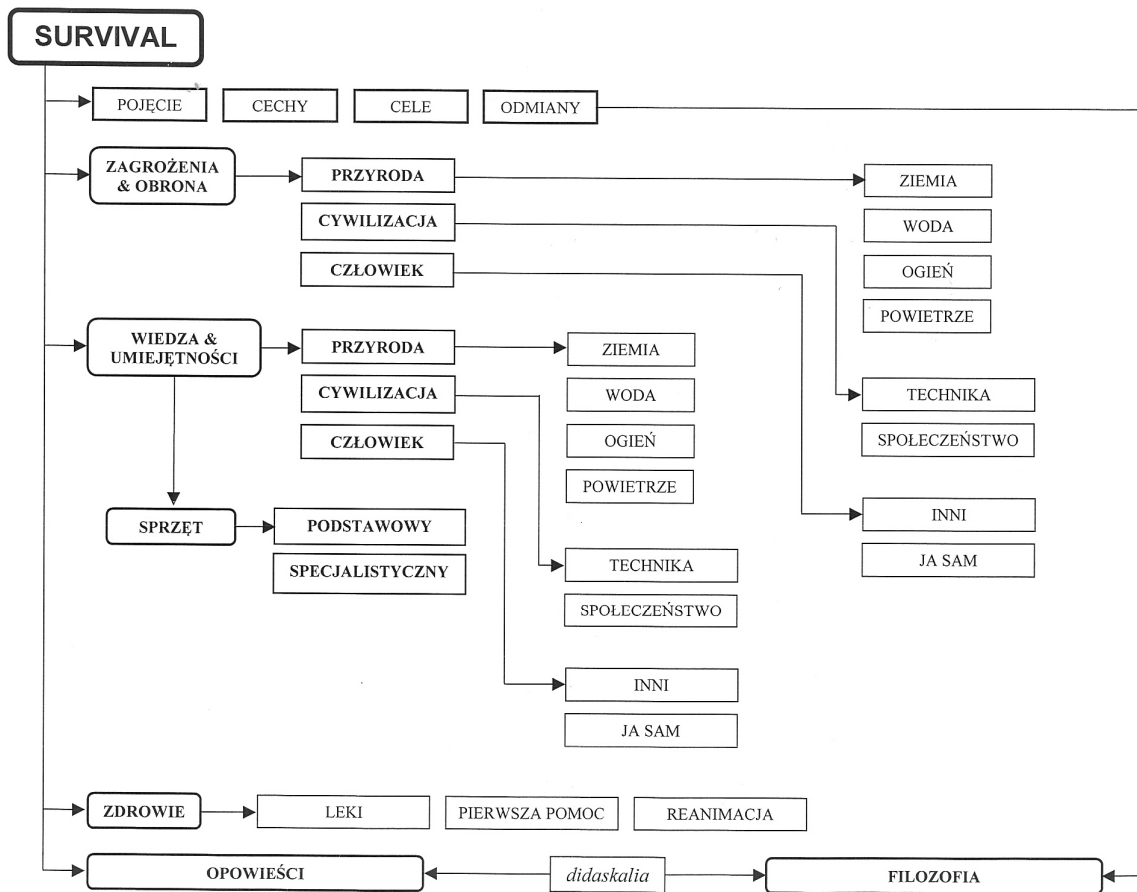 SURVIVAL
POJĘCIE
CECHY
CELE
ODMIANY
ZAGROŻENIA
& OBRONA
PRZYRODA
CYWILIZACJA
CZŁOWIEK
ZIEMIA
WODA
OGIEŃ
POWIETRZE
TECHNIKA
SPOŁECZEŃSTWO
INNI
JA SAM
WIEDZA &
UMIEJĘTNOŚCI
PRZYRODA
CYWILIZACJA
CZŁOWIEK
ZIEMIA
WODA
OGIEŃ
POWIETRZE
TECHNIKA
SPOŁECZEŃSTWO
INNI
JA SAM
SPRZĘT
PODSTAWOWY
SPECJALISTYCZNY
ZDROWIE
LEKI
PIERWSZA POMOC
REANIMACJA
OPOWIEŚCI
didaskalia
FILOZOFIA